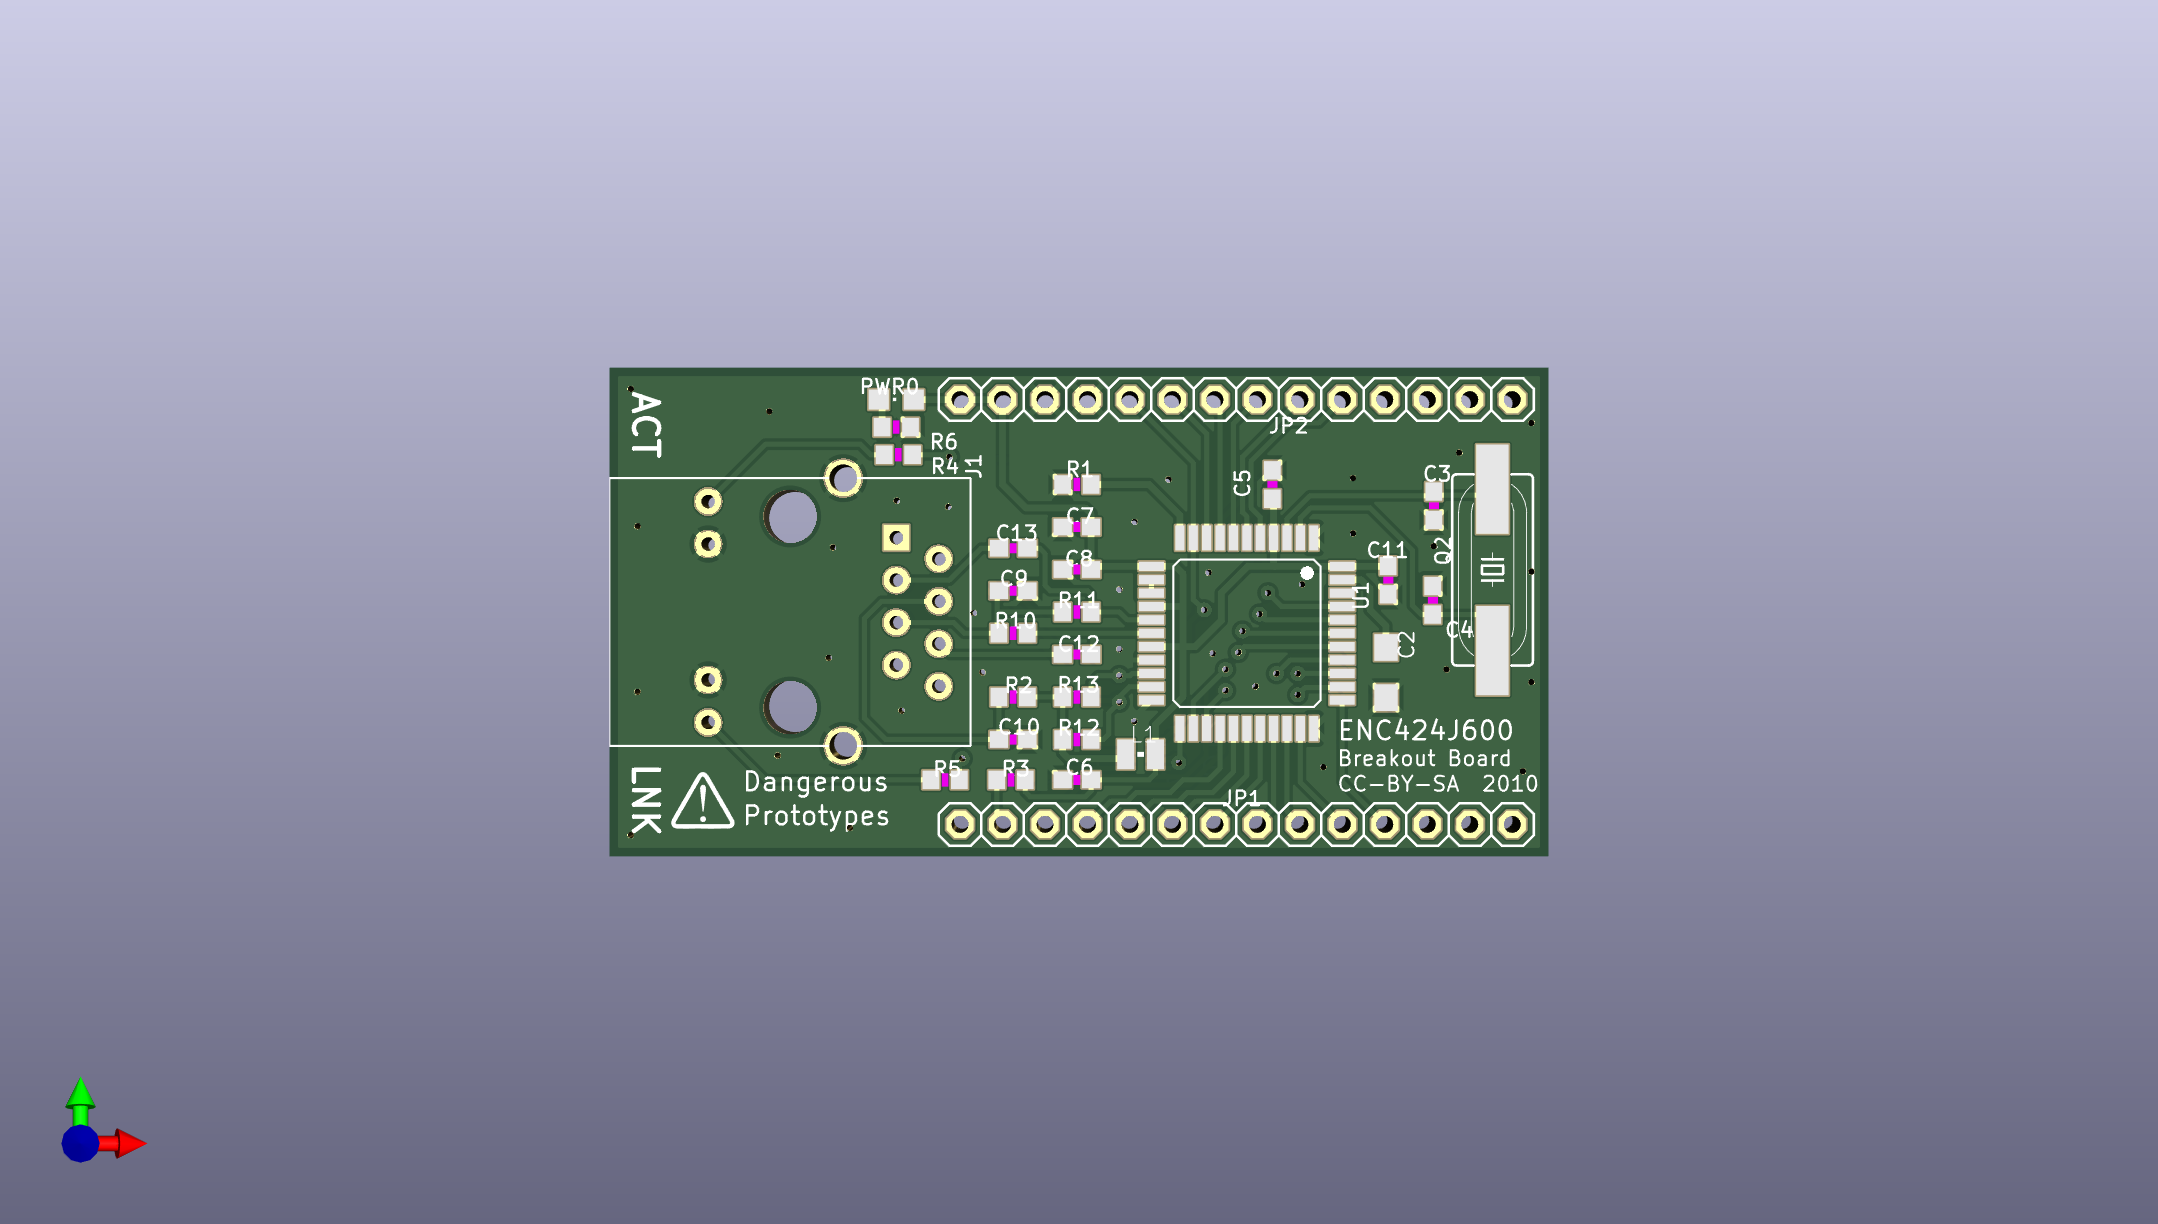 ACT
PWR0
R6
R4
J1
JP2
R1
C5
C3
C7
C13
C8
C9
C11
Q2
R11
R10
U1
C12
C2
C4
R2
R13
C10
R12
L1
ENC424J600
Breakout Board
CC-BY-SA 2010
R5
R3
C6
LNK
Dangerous
Prototypes
JP1